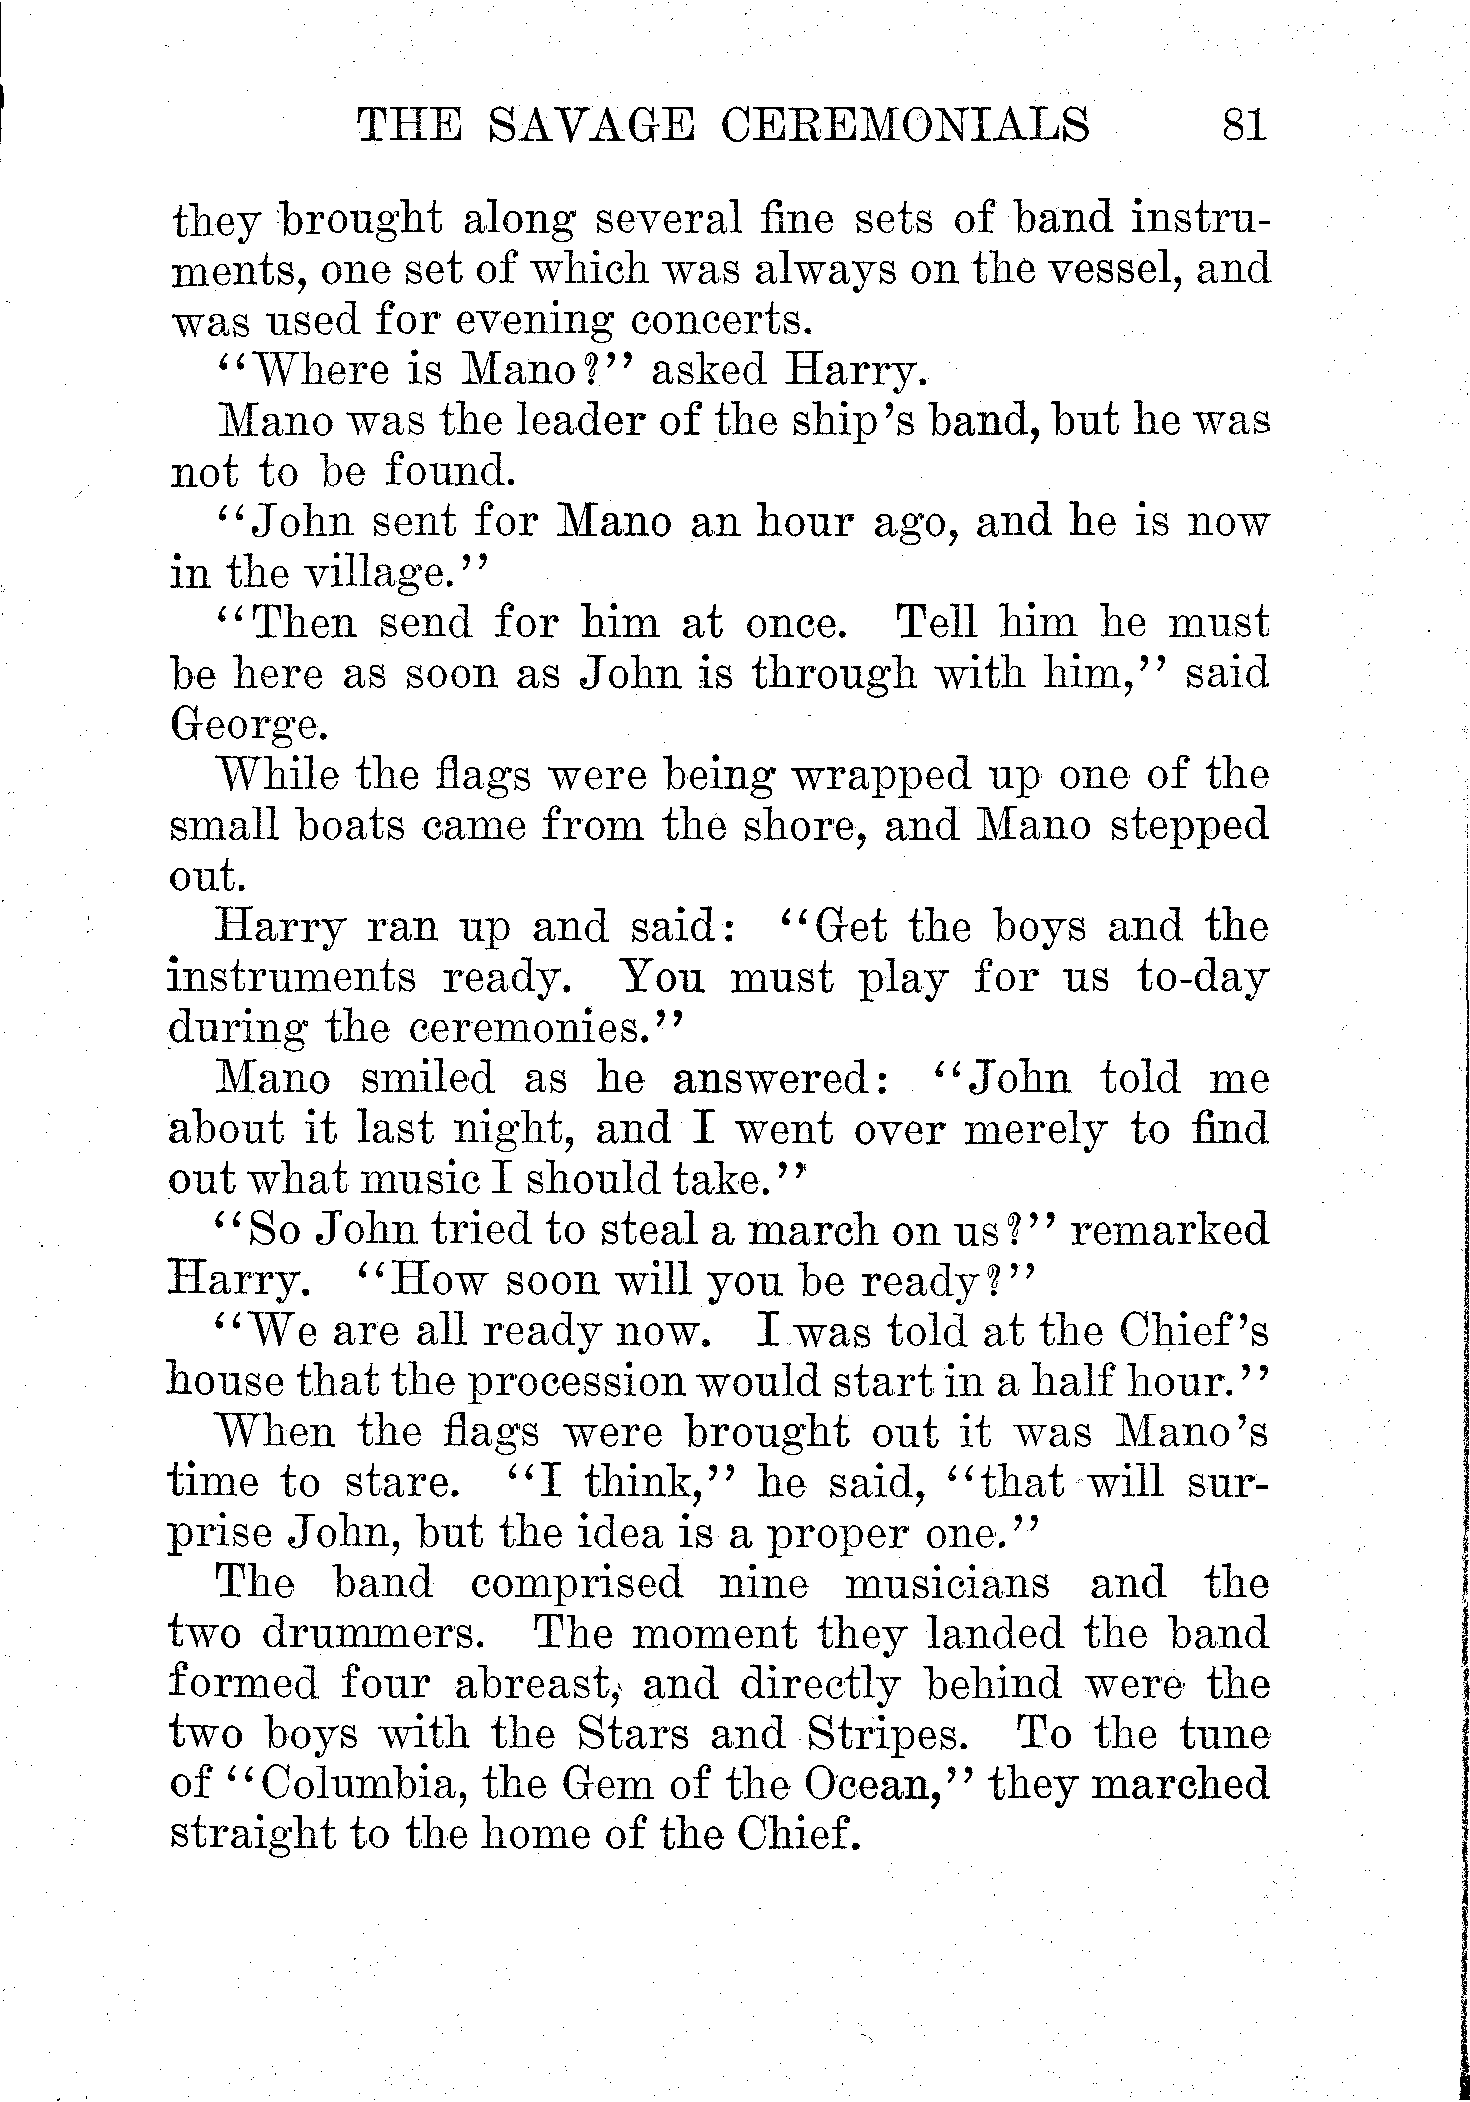 THE SAVAGE CEREMONIALS 81
they brought along several fine sets of band instru-
ments, one set of which was always on the vessel, and
was used for evening concerts.
"Where is Mano?" asked Harry.
Mano was the leader of the ship's band, but he was
not to be found.
"John sent for Mano an hour ago, and he is now
in the village."
"Then send for him at once. Tell him he must
be here as soon as John is through with him," said
George.
While the flags were being wrapped up one of the
small boats came from the shore, and Mano stepped
out.
Harry ran up and said: "Get the boys and the
instruments ready. You must play for us to-day
during the ceremonies."
Mano smiled as he answered: "John told me
about it last night, and I went over merely to find
out what music I should take."
"So John tried to steal a march on us?" remarked
Harry. "How soon will you be ready?"
"We are all ready now. I was told at the Chief's
house that the procession would start in a half hour."
When the flags were brought out it was Mano's
time to stare. "I think," he said, "that will sur-
prise John, but the idea is a proper one."
The band comprised nine musicians and the
two drummers. The moment they landed the band
formed four abreast, and directly behind were the
two boys with the Stars and Stripes. To the tune
of "Columbia, the Gem of the Ocean," they marched
straight to the home of the Chief.